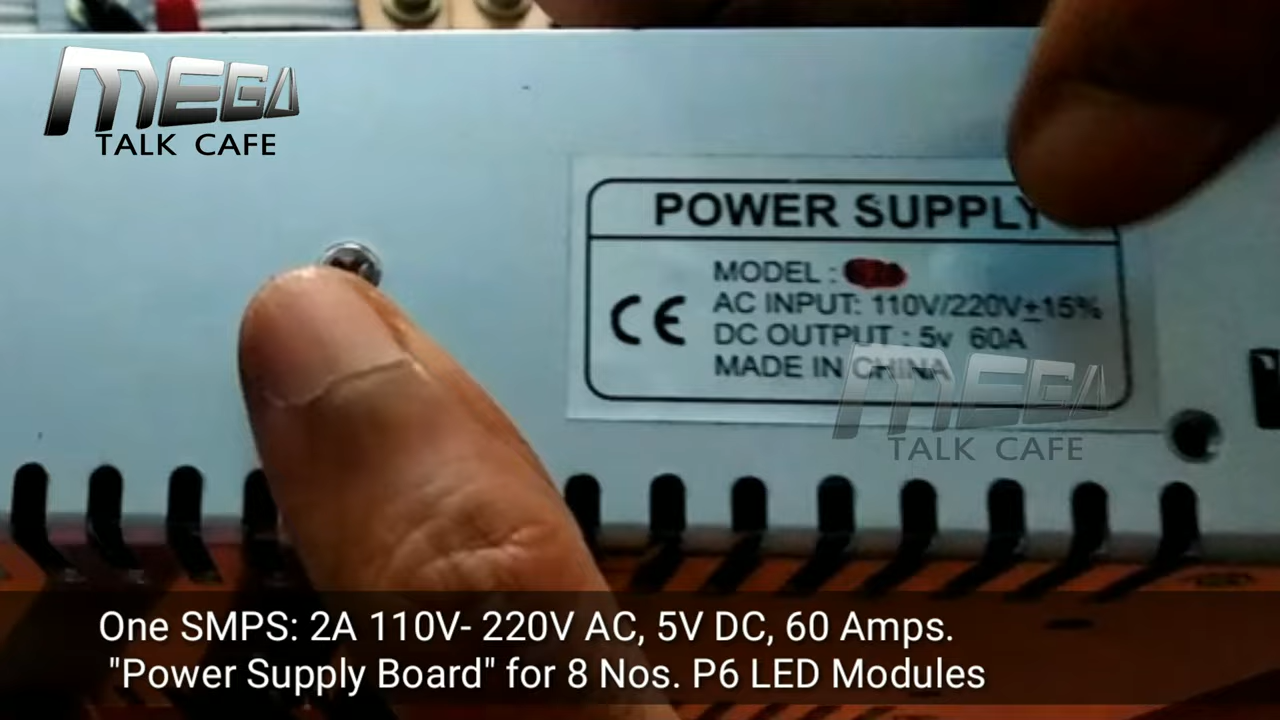 MEGA
TALK CAFE
POWER SUPPLY
MODEL :
CE
AC INPUT: 110V/220V±15%
DC OUTPUT : 5v 60A
MADE IN CHINA
MEGA
TALK CAFE
One SMPS: 2A 110V- 220V AC, 5V DC, 60 Amps.
"Power Supply Board" for 8 Nos. P6 LED Modules